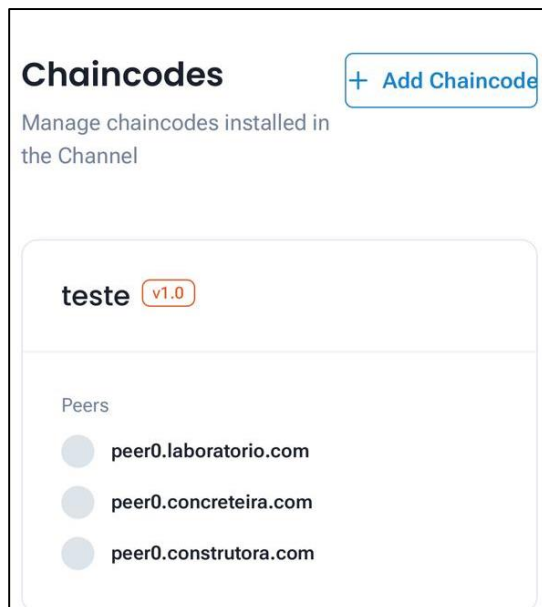 Chaincodes
+ Add Chaincode
Manage chaincodes installed in
the Channel
teste v1.0
Peers
peer0.laboratorio.com
peer0.concreteira.com
peer0.construtora.com